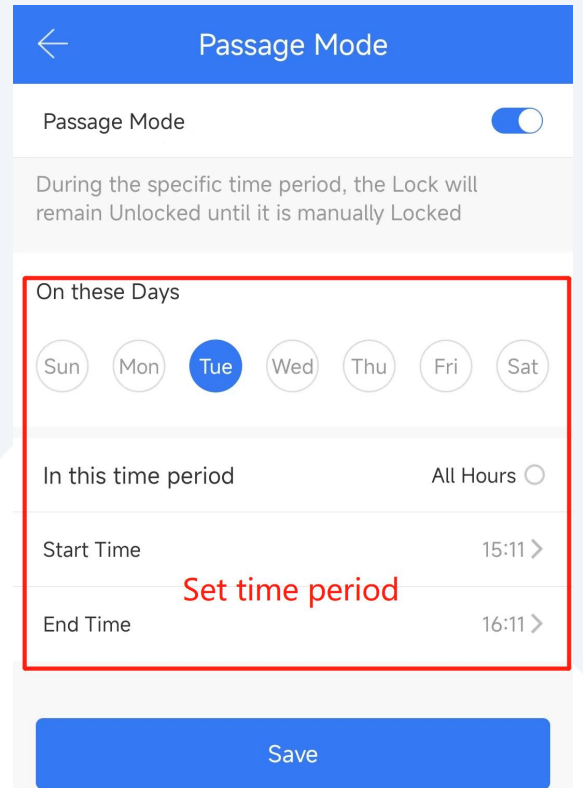 Passage Mode
Passage Mode
During the specific time period, the Lock will
remain Unlocked until it is manually Locked
On these Days
Sun Mon Tue Wed Thu Fri Sat
In this time period All Hours
Start Time 15:11
Set time period
End Time 16:11
Save